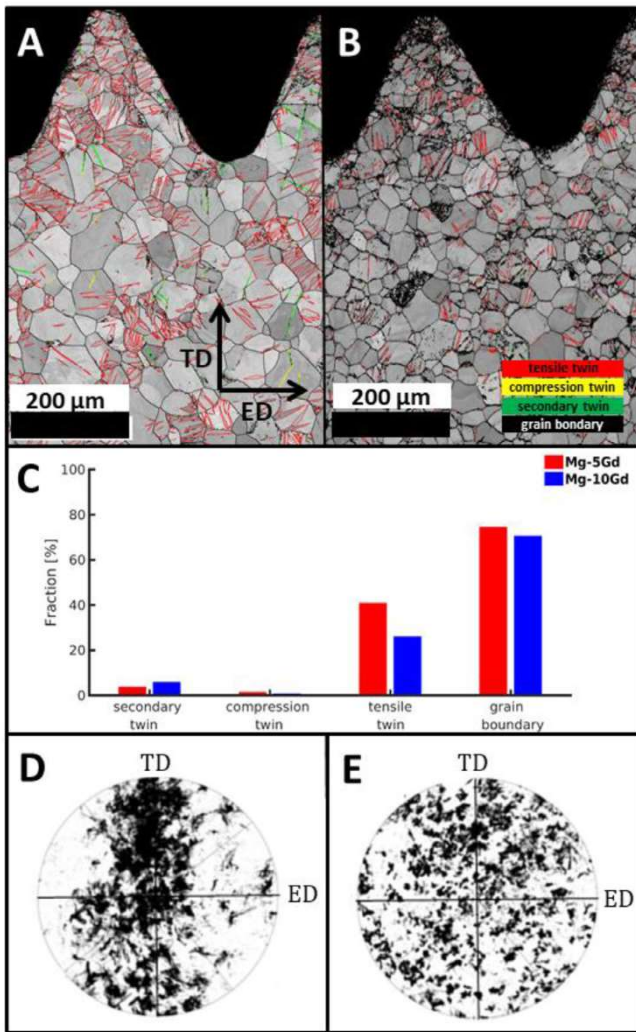 A
B
TD
ED
200 μm
200 μm
tensile twin
compression twin
secondary twin
grain bondary
C
Mg-5Gd
Mg-10Gd
100
80
60
40
20
0
Fraction [%]
secondary
twin
compression
twin
tensile
twin
grain
boundary
D
TD
ED
E
TD
ED